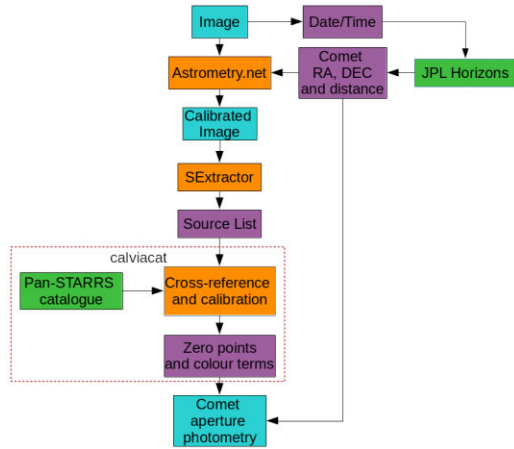 Image
Date/Time
Astrometry.net
Comet
RA, DEC
and distance
JPL Horizons
Calibrated
Image
SExtractor
Source List
calviacat
Pan-STARRS
catalogue
Cross-reference
and calibration
Zero points
and colour terms
Comet
aperture
photometry